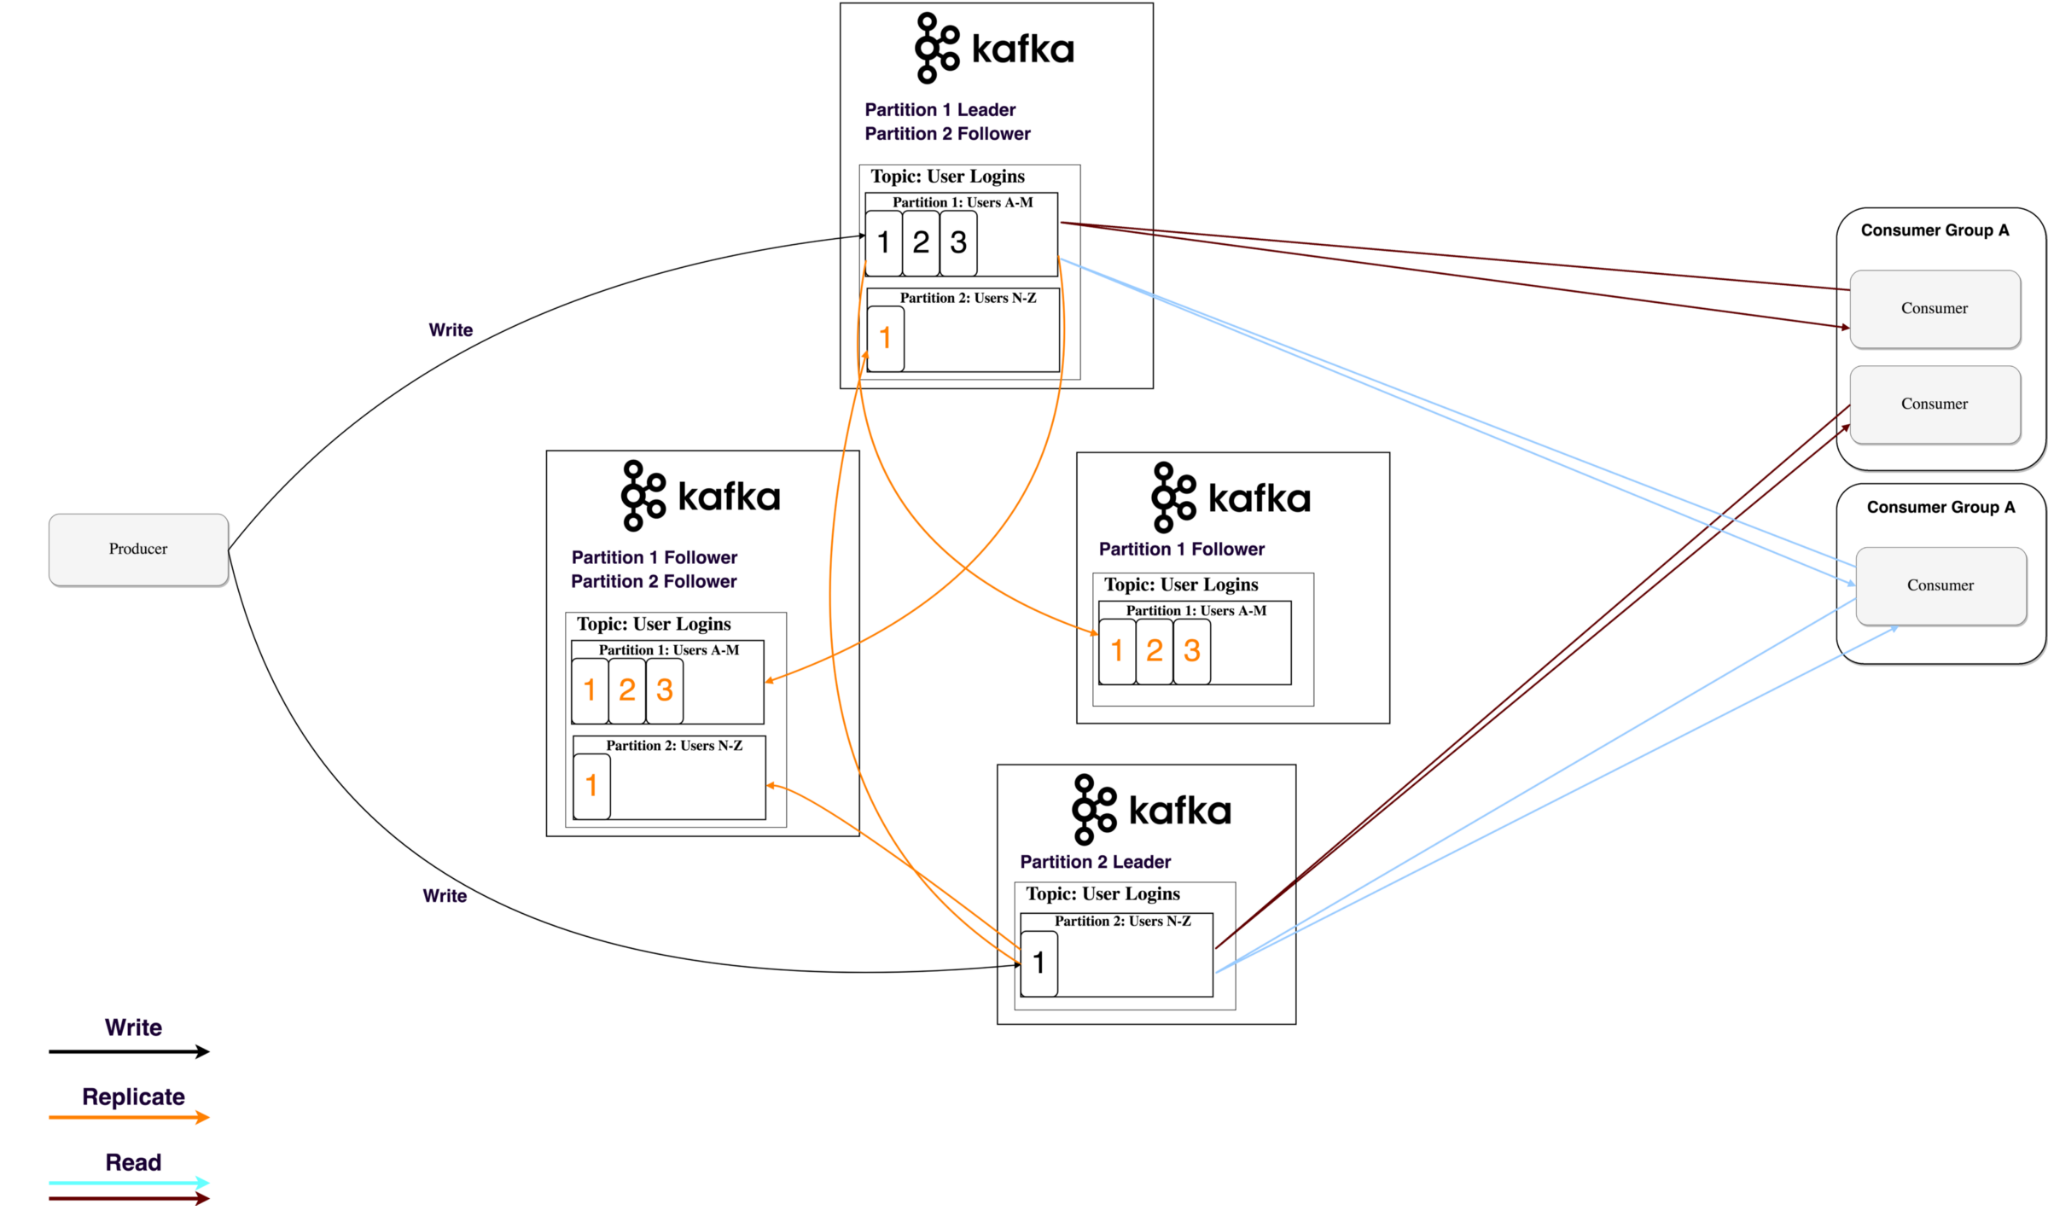 kafka
Partition 1 Leader
Partition 2 Follower
Topic: User Logins
Partition 1: Users A-M
1 2 3
Partition 2: Users N-Z
1
Consumer Group A
Consumer
Consumer
Consumer Group A
Consumer
Write
Producer
Write
kafka
Partition 1 Follower
Partition 2 Follower
Topic: User Logins
Partition 1: Users A-M
1 2 3
Partition 2: Users N-Z
1
kafka
Partition 1 Follower
Topic: User Logins
Partition 1: Users A-M
1 2 3
kafka
Partition 2 Leader
Topic: User Logins
Partition 2: Users N-Z
1
Write
Replicate
Read